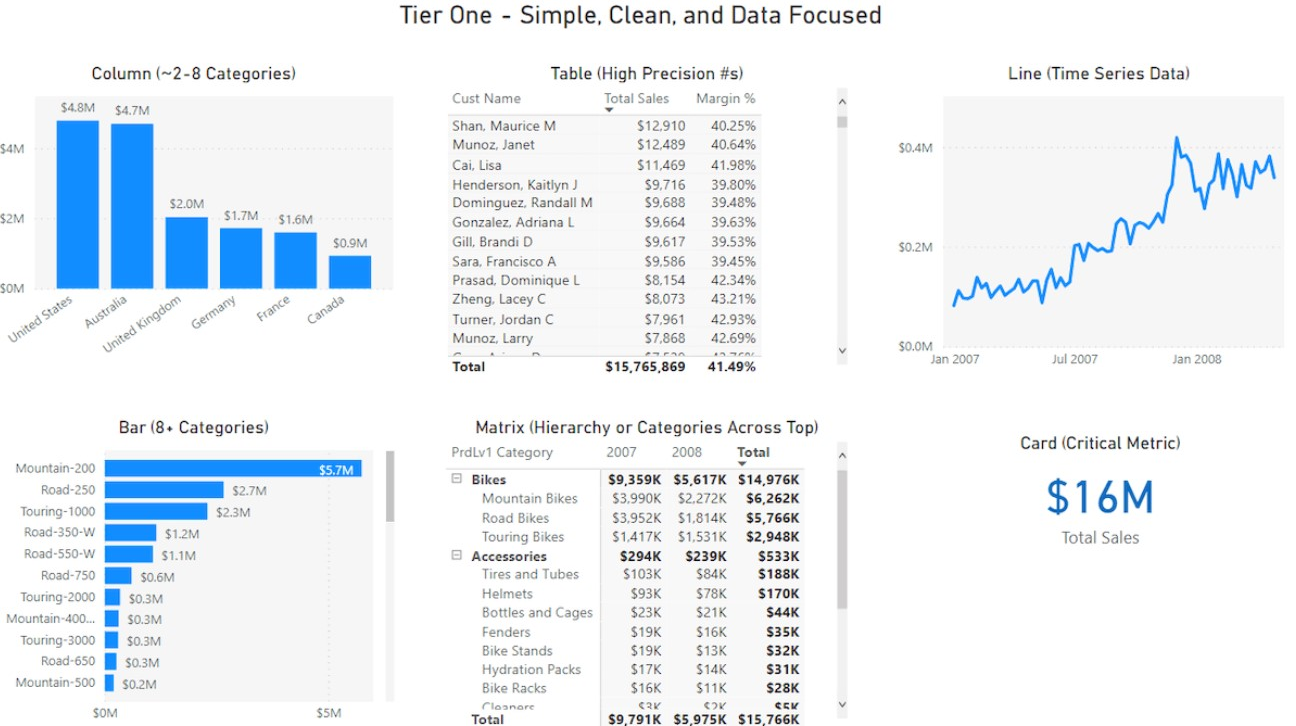 Tier One - Simple, Clean, and Data Focused
Column (~2-8 Categories)
$4.8M
$4.7M
$4M
$2.0M
$2M
$1.7M
$1.6M
$0.9M
$0M
United States
Australia
United Kingdom
Germany
France
Canada
Table (High Precision #s)
Cust Name Total Sales Margin %
Shan, Maurice M $12,910 40.25%
Munoz, Janet $12,489 40.64%
Cai, Lisa $11,469 41.98%
Henderson, Kaitlyn J $9,716 39.80%
Dominguez, Randall M $9,688 39.48%
Gonzalez, Adriana L $9,664 39.63%
Gill, Brandi D $9,617 39.53%
Sara, Francisco A $9,586 39.45%
Prasad, Dominique L $8,154 42.34%
Zheng, Lacey C $8,073 43.21%
Turner, Jordan C $7,961 42.93%
Munoz, Larry $7,868 42.69%
Total $15,765,869 41.49%
Line (Time Series Data)
$0.4M
$0.2M
$0.0M
Jan 2007 Jul 2007 Jan 2008
Bar (8+ Categories)
Mountain-200 $5.7M
Road-250 $2.7M
Touring-1000 $2.3M
Road-350-W $1.2M
Road-550-W $1.1M
Road-750 $0.6M
Touring-2000 $0.3M
Mountain-400... $0.3M
Touring-3000 $0.3M
Road-650 $0.3M
Mountain-500 $0.2M
$0M $5M
Matrix (Hierarchy or Categories Across Top)
PrdLv1 Category 2007 2008 Total
Bikes $9,359K $5,617K $14,976K
Mountain Bikes $3,990K $2,272K $6,262K
Road Bikes $3,952K $1,814K $5,766K
Touring Bikes $1,417K $1,531K $2,948K
Accessories $294K $239K $533K
Tires and Tubes $103K $84K $188K
Helmets $93K $78K $170K
Bottles and Cages $23K $21K $44K
Fenders $19K $16K $35K
Bike Stands $19K $13K $32K
Hydration Packs $17K $14K $31K
Bike Racks $16K $11K $28K
Cleaners $3K $2K $5K
Total $9,791K $5,975K $15,766K
Card (Critical Metric)
$16M
Total Sales